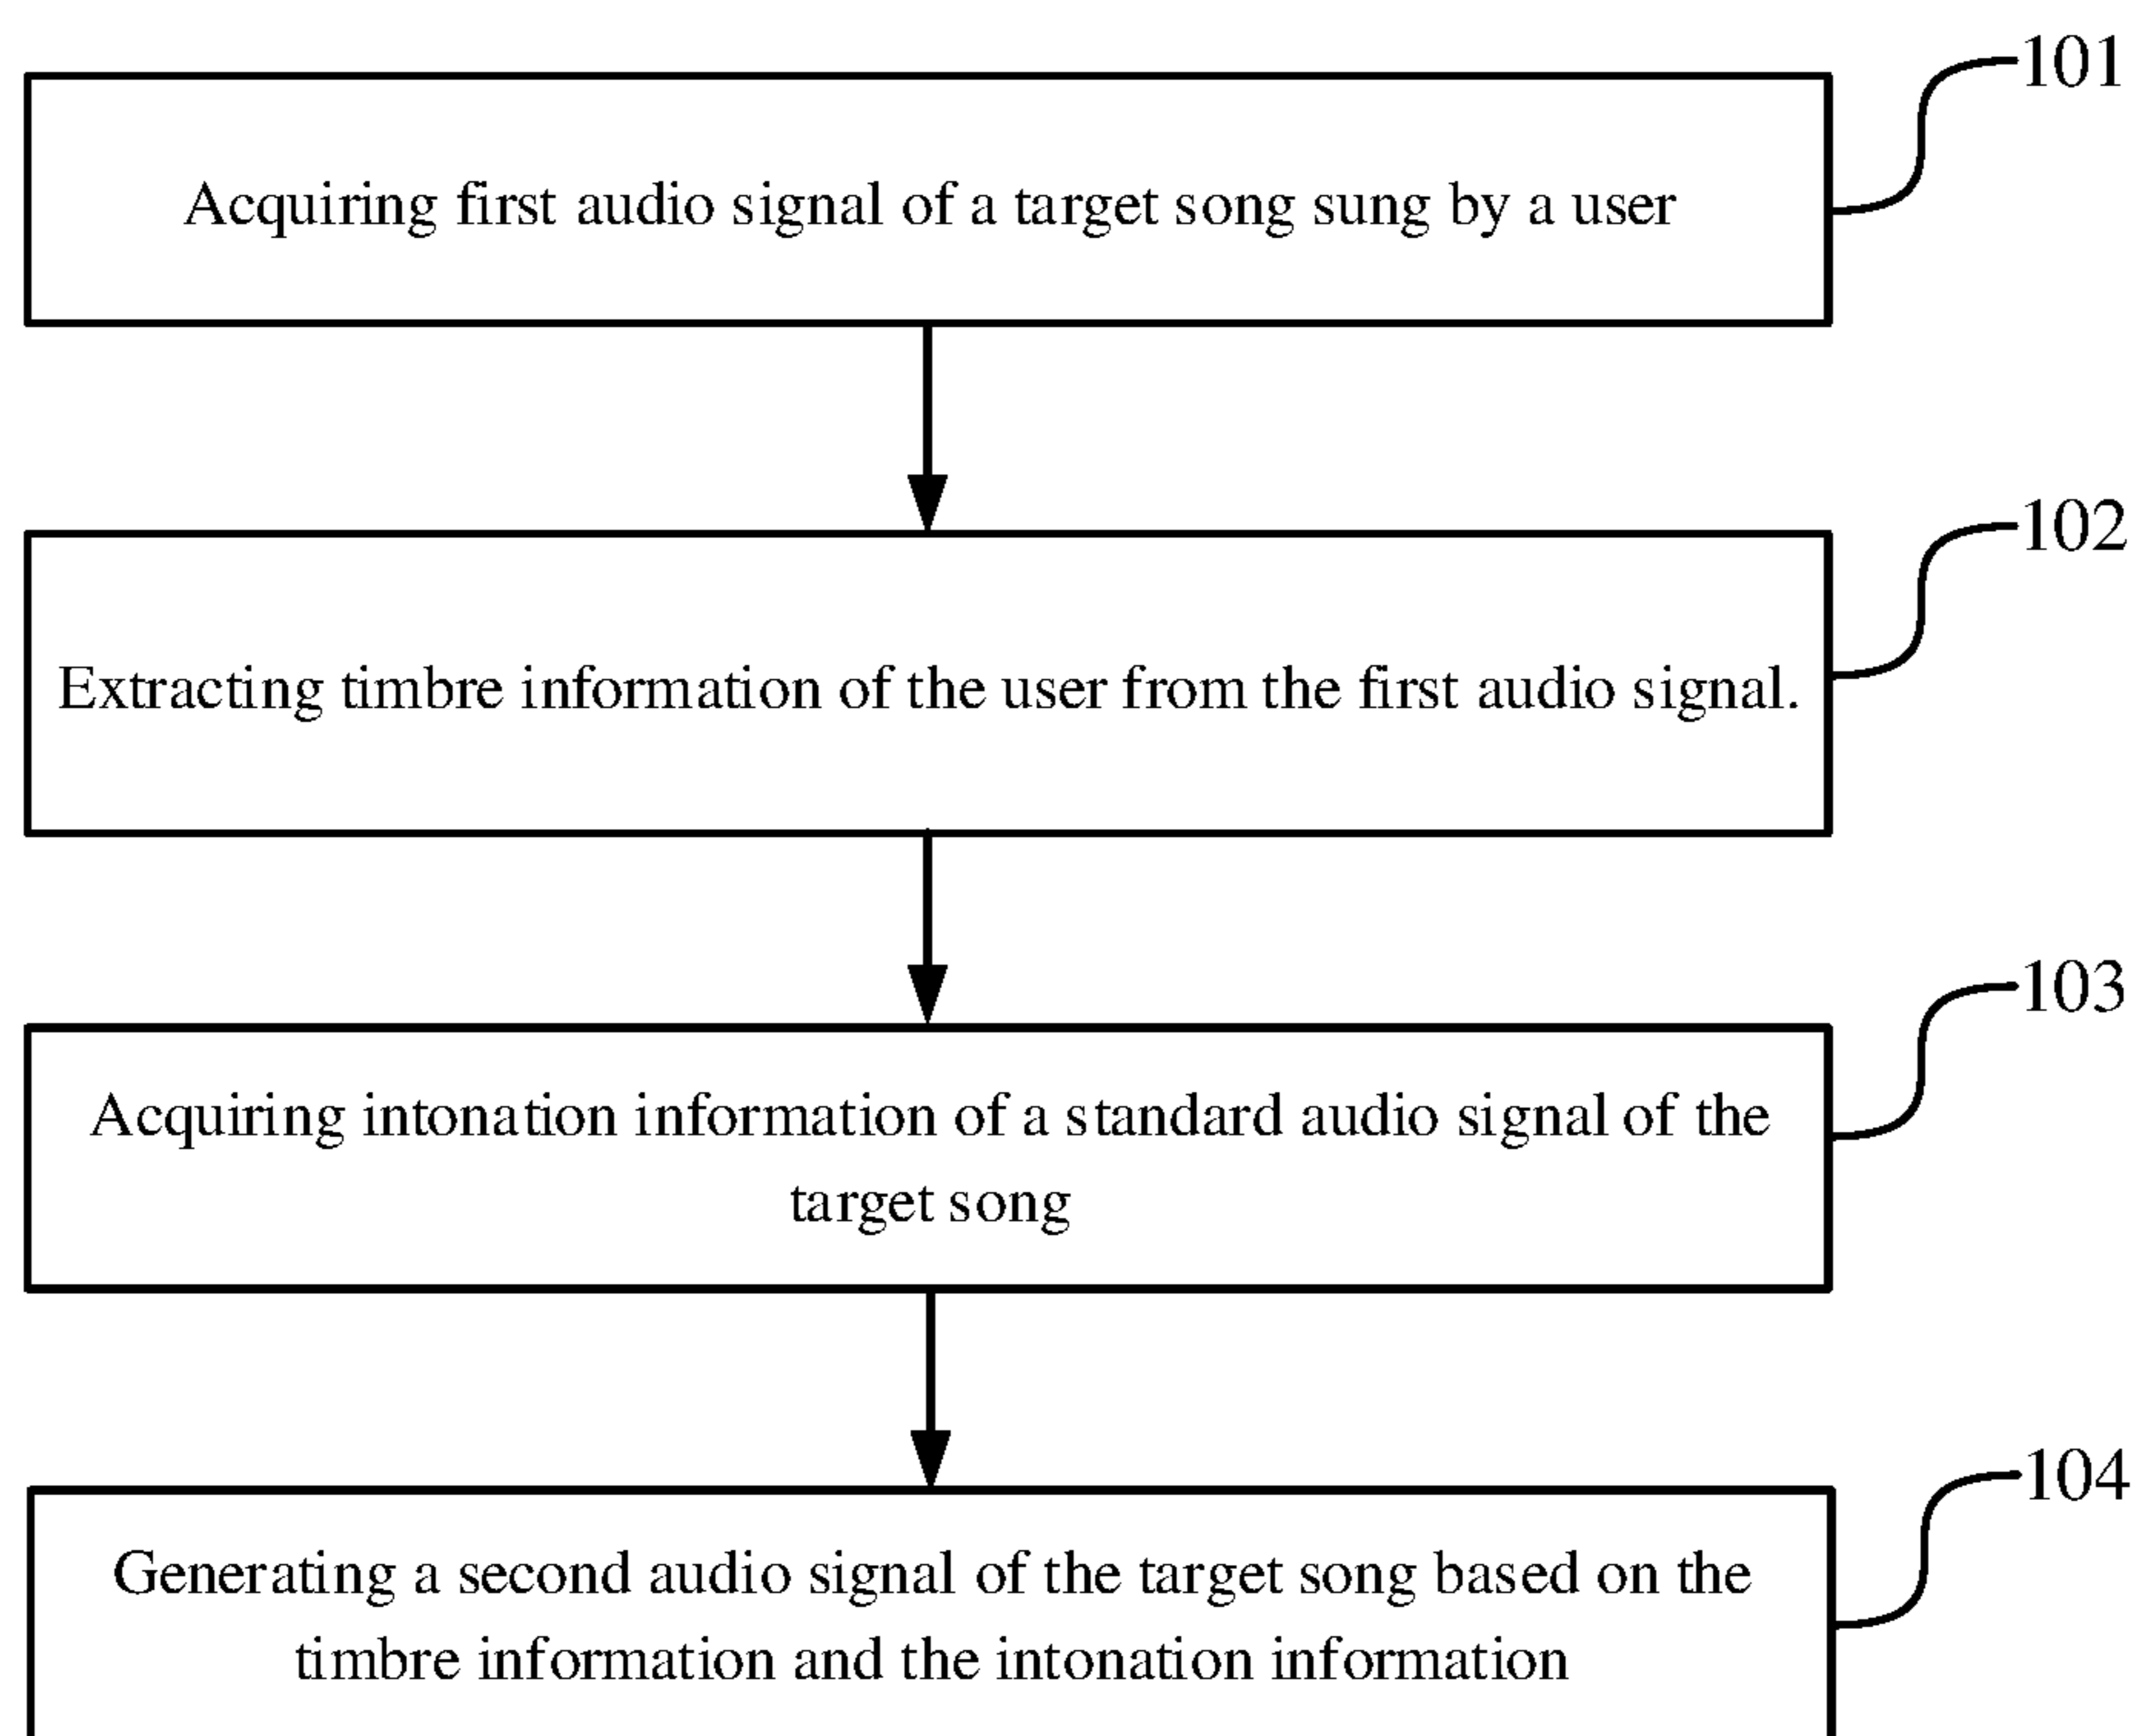 101
Acquiring first audio signal of a target song sung by a user
102
Extracting timbre information of the user from the first audio signal.
103
Acquiring intonation information of a standard audio signal of the
target song
104
Generating a second audio signal of the target song based on the
timbre information and the intonation information